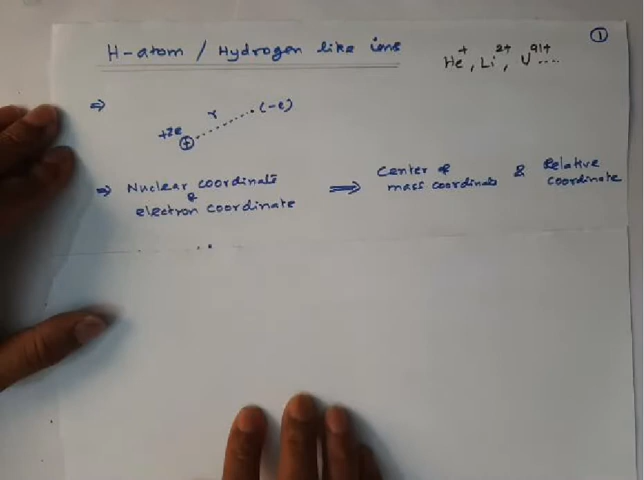 H-atom / Hydrogen like ions
He⁺, Li²⁺, U⁹¹⁺ ....
①
⇒
+ze
⊕
r
(-e)
⇒ Nuclear coordinate
&
electron coordinate
⟹
Center of
mass coordinate
&
Relative
coordinate